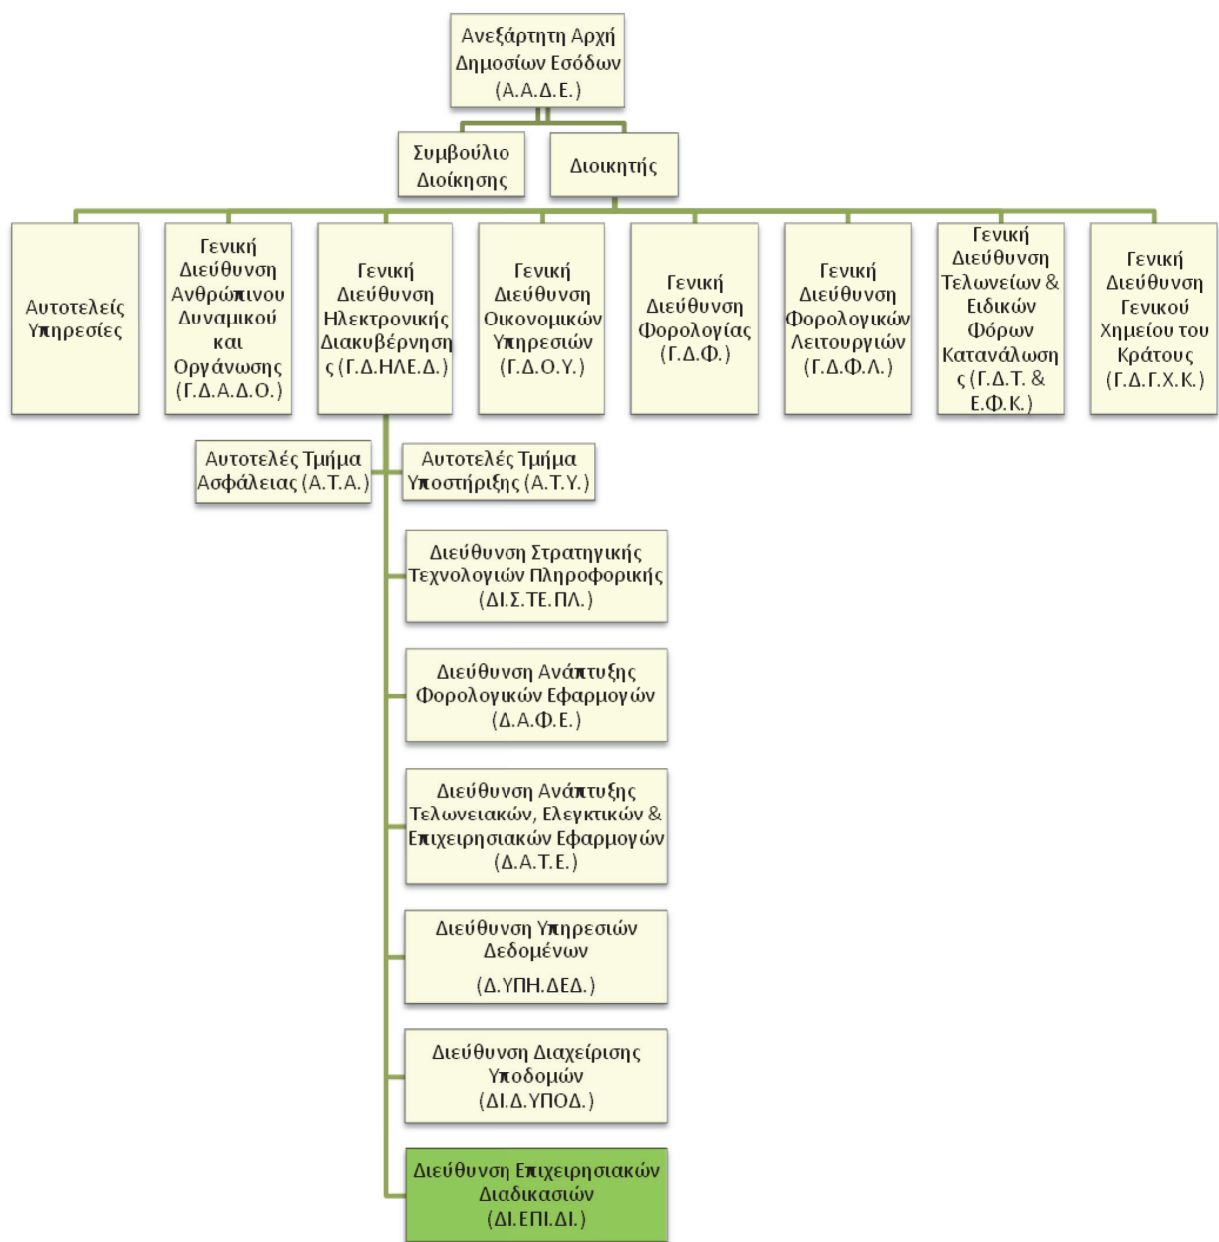 Ανεξάρτητη Αρχή
Δημοσίων Εσόδων
(Α.Α.Δ.Ε.)
Συμβούλιο
Διοίκησης
Διοικητής
Αυτοτελείς
Υπηρεσίες
Γενική
Διεύθυνση
Ανθρώπινου
Δυναμικού
και
Οργάνωσης
(Γ.Δ.Α.Δ.Ο.)
Γενική
Διεύθυνση
Ηλεκτρονικής
Διακυβέρνηση
ς (Γ.Δ.ΗΛΕ.Δ.)
Γενική
Διεύθυνση
Οικονομικών
Υπηρεσιών
(Γ.Δ.Ο.Υ.)
Γενική
Διεύθυνση
Φορολογίας
(Γ.Δ.Φ.)
Γενική
Διεύθυνση
Φορολογικών
Λειτουργιών
(Γ.Δ.Φ.Λ.)
Γενική
Διεύθυνση
Τελωνείων &
Ειδικών
Φόρων
Κατανάλωση
ς (Γ.Δ.Τ. &
Ε.Φ.Κ.)
Γενική
Διεύθυνση
Γενικού
Χημείου του
Κράτους
(Γ.Δ.Γ.Χ.Κ.)
Αυτοτελές Τμήμα
Ασφάλειας (Α.Τ.Α.)
Αυτοτελές Τμήμα
Υποστήριξης (Α.Τ.Υ.)
Διεύθυνση Στρατηγικής
Τεχνολογιών Πληροφορικής
(ΔΙ.Σ.ΤΕ.ΠΛ.)
Διεύθυνση Ανάπτυξης
Φορολογικών Εφαρμογών
(Δ.Α.Φ.Ε.)
Διεύθυνση Ανάπτυξης
Τελωνειακών, Ελεγκτικών &
Επιχειρησιακών Εφαρμογών
(Δ.Α.Τ.Ε.)
Διεύθυνση Υπηρεσιών
Δεδομένων
(Δ.ΥΠΗ.ΔΕΔ.)
Διεύθυνση Διαχείρισης
Υποδομών
(ΔΙ.Δ.ΥΠΟΔ.)
Διεύθυνση Επιχειρησιακών
Διαδικασιών
(ΔΙ.ΕΠΙ.ΔΙ.)